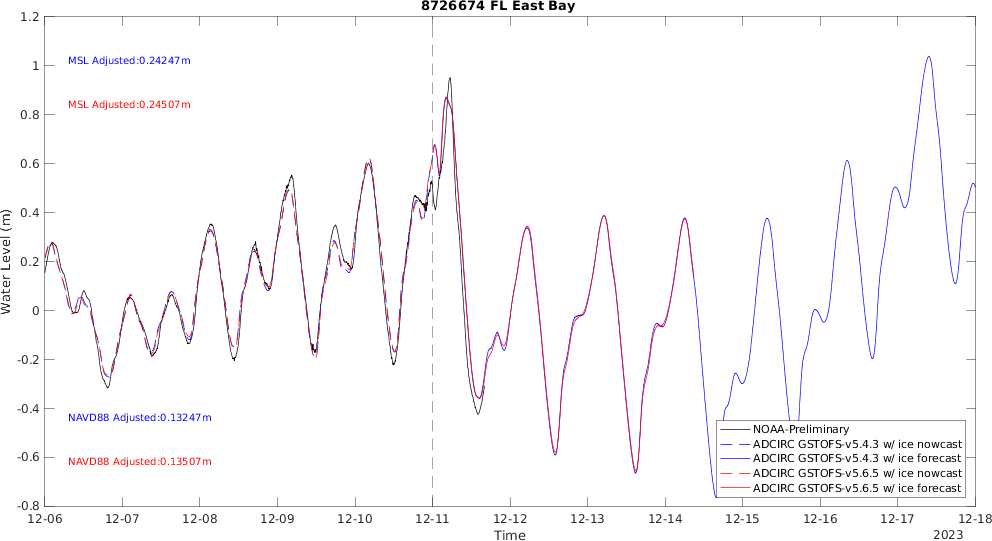 8726674 FL East Bay
1.2
1
0.8
0.6
0.4
0.2
0
-0.2
-0.4
-0.6
-0.8
Water Level (m)
MSL Adjusted:0.24247m
MSL Adjusted:0.24507m
NAVD88 Adjusted:0.13247m
NAVD88 Adjusted:0.13507m
NOAA-Preliminary
ADCIRC GSTOFS-v5.4.3 w/ ice nowcast
ADCIRC GSTOFS-v5.4.3 w/ ice forecast
ADCIRC GSTOFS-v5.6.5 w/ ice nowcast
ADCIRC GSTOFS-v5.6.5 w/ ice forecast
12-06 12-07 12-08 12-09 12-10 12-11 12-12 12-13 12-14 12-15 12-16 12-17 12-18
Time
2023